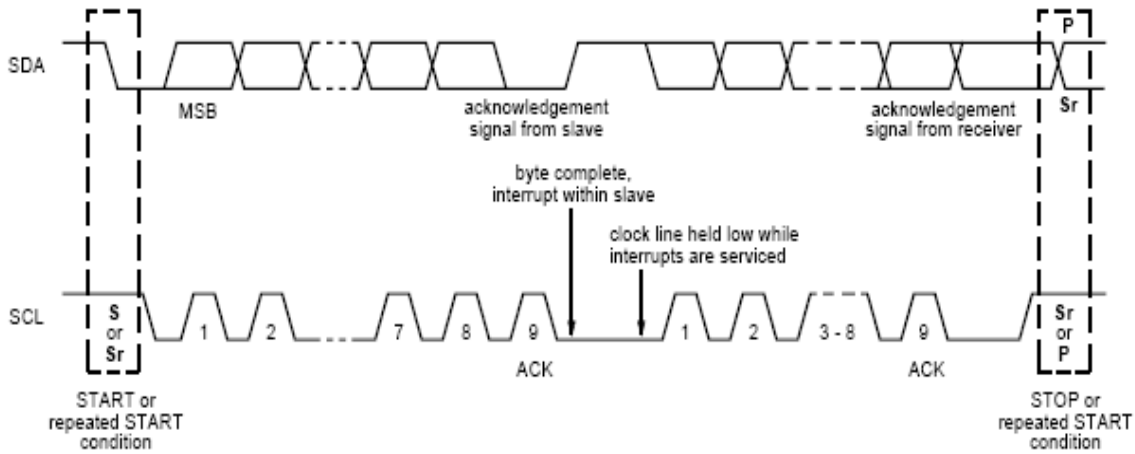 P
SDA
MSB
acknowledgement
signal from slave
acknowledgement
signal from receiver
Sr
byte complete,
interrupt within slave
clock line held low while
interrupts are serviced
SCL
S
or
Sr
1
2
7
8
9
1
2
3 - 8
9
Sr
or
P
ACK
ACK
START or
repeated START
condition
STOP or
repeated START
condition